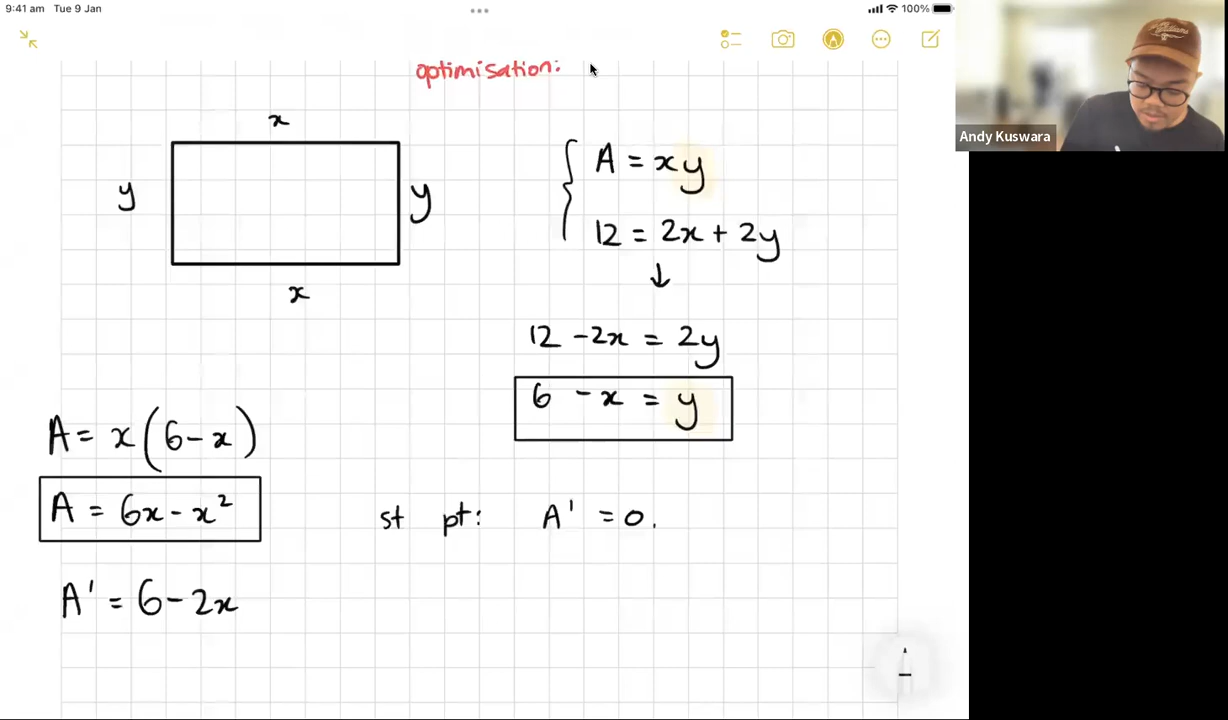 9:41 am Tue 9 Jan
100%
optimisation:
x
y
y
x
A = xy
12 = 2x + 2y
↓
12 - 2x = 2y
6 - x = y
A = x(6 - x)
A = 6x - x²
st pt: A' = 0.
A' = 6 - 2x
Andy Kuswara